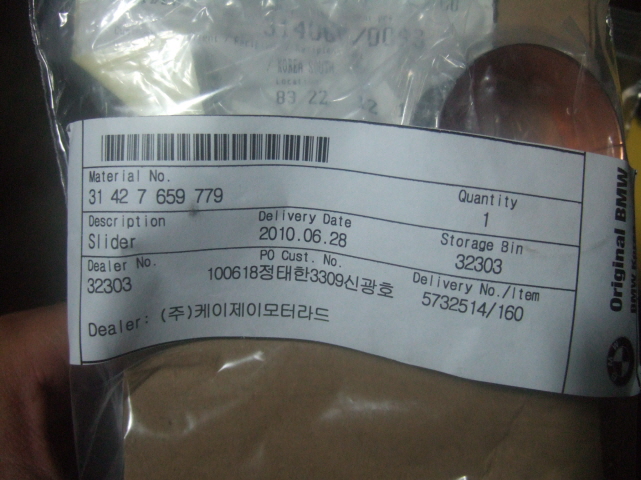 83 22
Material No.
31 42 7 659 779
Quantity
1
Description
Slider
Delivery Date
2010.06.28
Storage Bin
32303
Dealer No.
32303
PO Cust. No.
100618정태한3309신광호
Delivery No./Item
5732514/160
Dealer: (주)케이제이모터라드
Original BMW